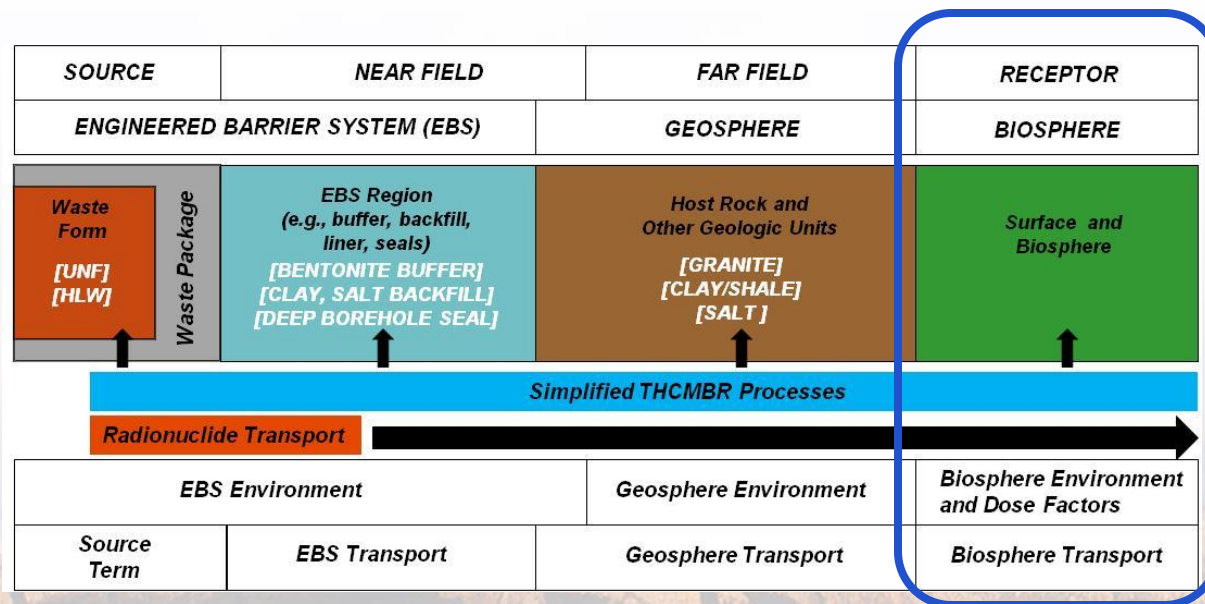 SOURCE
NEAR FIELD
FAR FIELD
RECEPTOR
ENGINEERED BARRIER SYSTEM (EBS)
GEOSPHERE
BIOSPHERE
Waste
Form
[UNF]
[HLW]
Waste Package
EBS Region
(e.g., buffer, backfill,
liner, seals)
[BENTONITE BUFFER]
[CLAY, SALT BACKFILL]
[DEEP BOREHOLE SEAL]
Host Rock and
Other Geologic Units
[GRANITE]
[CLAY/SHALE]
[SALT ]
Surface and
Biosphere
Simplified THCMBR Processes
Radionuclide Transport
EBS Environment
Geosphere Environment
Biosphere Environment
and Dose Factors
Source
Term
EBS Transport
Geosphere Transport
Biosphere Transport